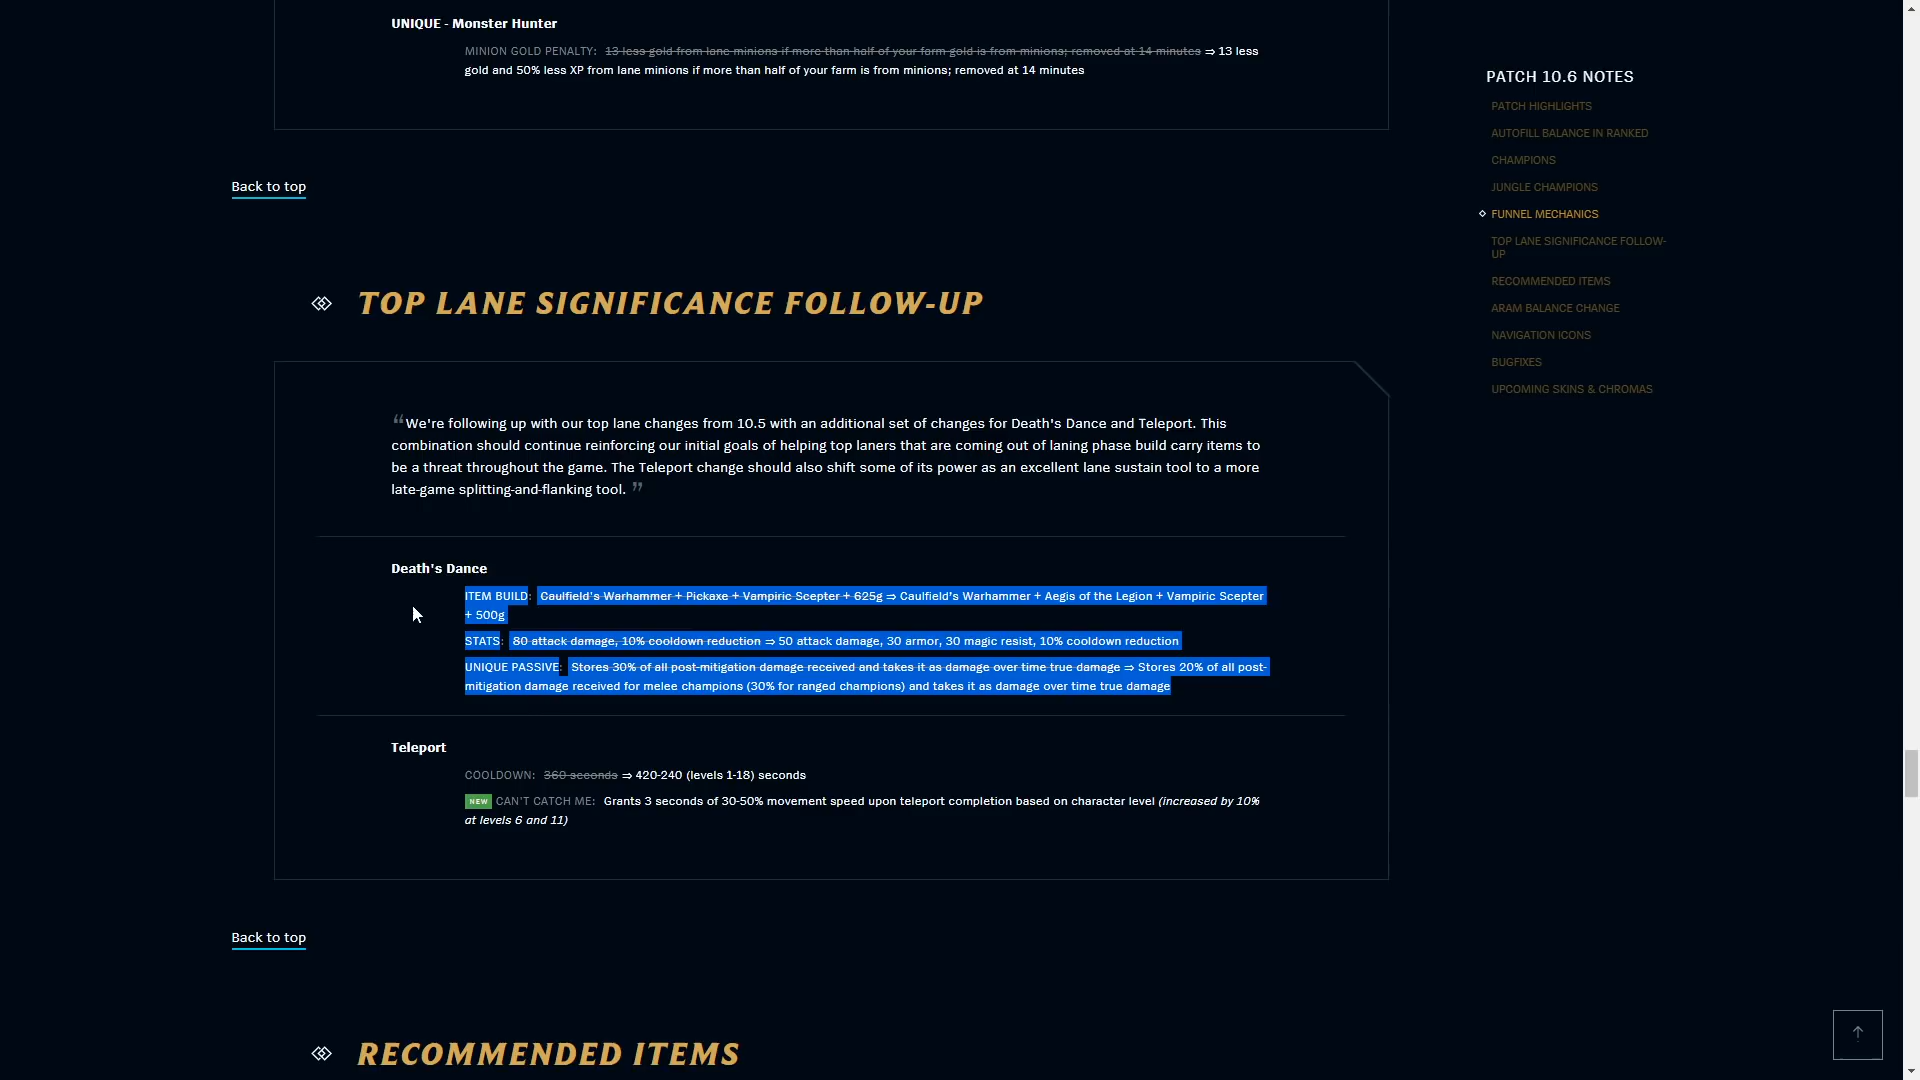 UNIQUE - Monster Hunter
MINION GOLD PENALTY: 13 less gold from lane minions if more than half of your farm gold is from minions; removed at 14 minutes ⇒ 13 less
gold and 50% less XP from lane minions if more than half of your farm is from minions; removed at 14 minutes
Back to top
TOP LANE SIGNIFICANCE FOLLOW-UP
“We're following up with our top lane changes from 10.5 with an additional set of changes for Death's Dance and Teleport. This
combination should continue reinforcing our initial goals of helping top laners that are coming out of laning phase build carry items to
be a threat throughout the game. The Teleport change should also shift some of its power as an excellent lane sustain tool to a more
late-game splitting-and-flanking tool. ”
Death's Dance
ITEM BUILD: Caulfield's Warhammer + Pickaxe + Vampiric Scepter + 625g ⇒ Caulfield's Warhammer + Aegis of the Legion + Vampiric Scepter
+ 500g
STATS: 80 attack damage, 10% cooldown reduction ⇒ 50 attack damage, 30 armor, 30 magic resist, 10% cooldown reduction
UNIQUE PASSIVE: Stores 30% of all post-mitigation damage received and takes it as damage over time true damage ⇒ Stores 20% of all post-
mitigation damage received for melee champions (30% for ranged champions) and takes it as damage over time true damage
Teleport
COOLDOWN: 360 seconds ⇒ 420-240 (levels 1-18) seconds
NEW CAN'T CATCH ME: Grants 3 seconds of 30-50% movement speed upon teleport completion based on character level (increased by 10%
at levels 6 and 11)
Back to top
RECOMMENDED ITEMS
PATCH 10.6 NOTES
PATCH HIGHLIGHTS
AUTOFILL BALANCE IN RANKED
CHAMPIONS
JUNGLE CHAMPIONS
FUNNEL MECHANICS
TOP LANE SIGNIFICANCE FOLLOW-
UP
RECOMMENDED ITEMS
ARAM BALANCE CHANGE
NAVIGATION ICONS
BUGFIXES
UPCOMING SKINS & CHROMAS